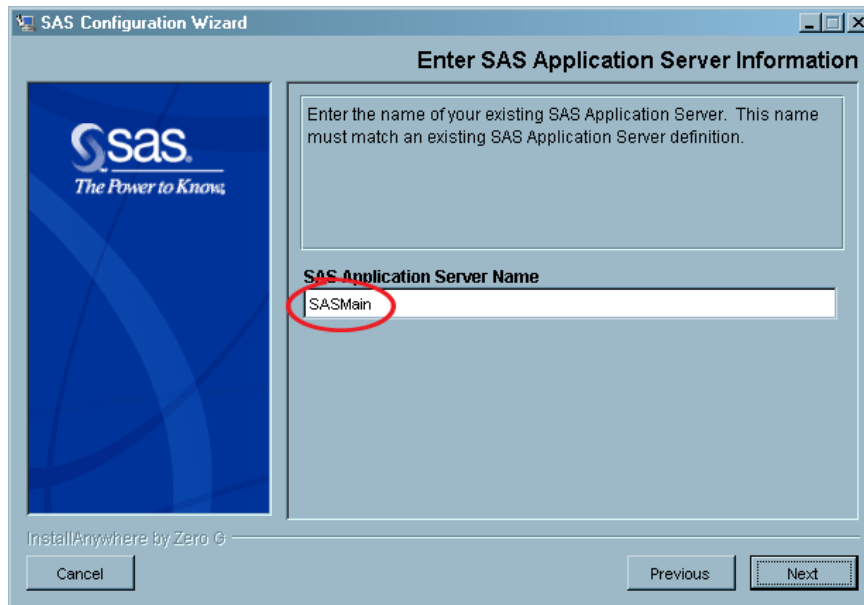 SAS Configuration Wizard
Enter SAS Application Server Information
sas.
The Power to Know.
Enter the name of your existing SAS Application Server. This name
must match an existing SAS Application Server definition.
SAS Application Server Name
SASMain
InstallAnywhere by Zero G
Cancel
Previous
Next